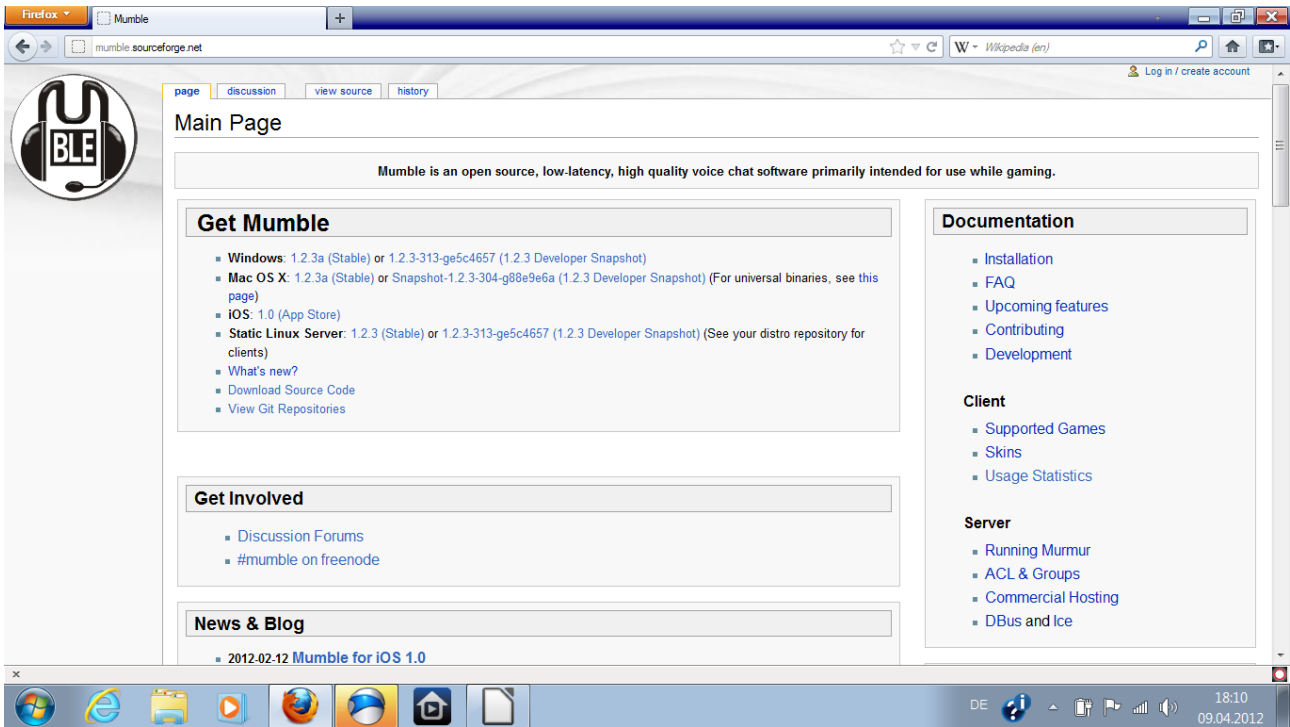 Firefox
Mumble
mumble.sourceforge.net
W Wikipedia (en)
Log in / create account
page discussion view source history
BLE
Main Page
Mumble is an open source, low-latency, high quality voice chat software primarily intended for use while gaming.
Get Mumble
Windows: 1.2.3a (Stable) or 1.2.3-313-ge5c4657 (1.2.3 Developer Snapshot)
Mac OS X: 1.2.3a (Stable) or Snapshot-1.2.3-304-g88e9e6a (1.2.3 Developer Snapshot) (For universal binaries, see this
page)
iOS: 1.0 (App Store)
Static Linux Server: 1.2.3 (Stable) or 1.2.3-313-ge5c4657 (1.2.3 Developer Snapshot) (See your distro repository for
clients)
What's new?
Download Source Code
View Git Repositories
Get Involved
Discussion Forums
#mumble on freenode
News & Blog
2012-02-12 Mumble for iOS 1.0
Documentation
Installation
FAQ
Upcoming features
Contributing
Development
Client
Supported Games
Skins
Usage Statistics
Server
Running Murmur
ACL & Groups
Commercial Hosting
DBus and Ice
DE
18:10
09.04.2012